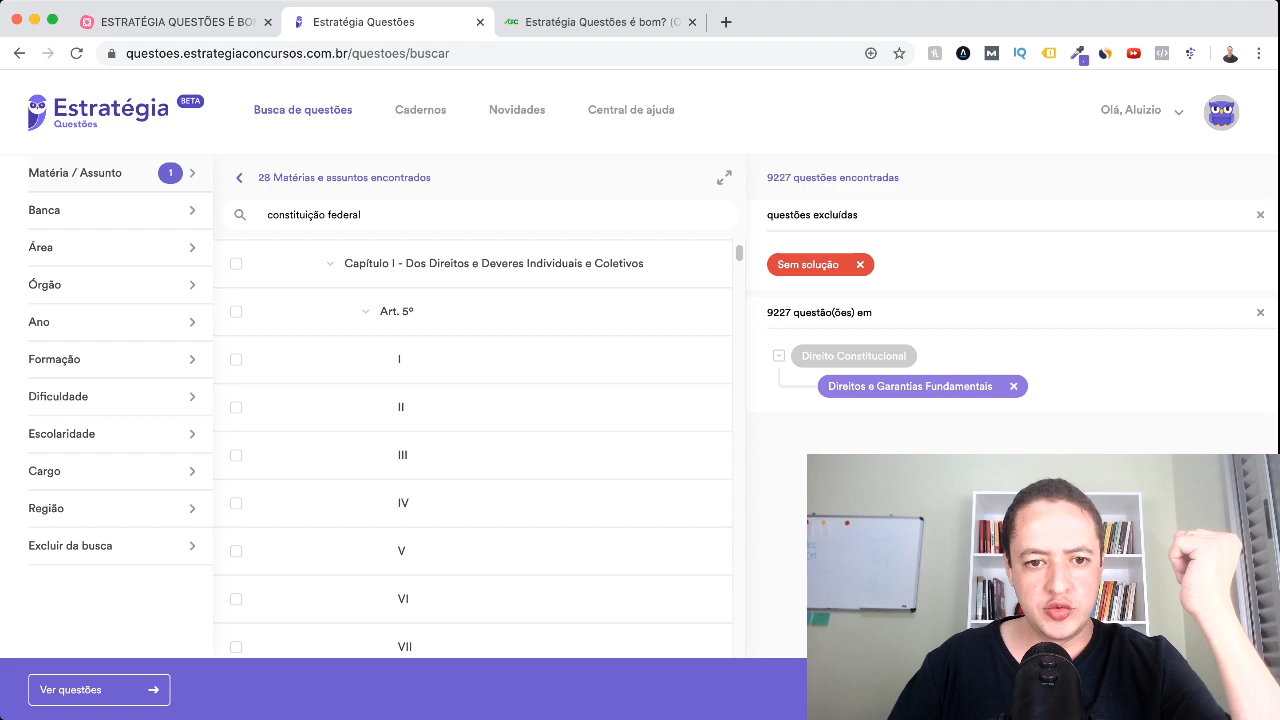 ESTRATÉGIA QUESTÕES É BOM
Estratégia Questões
Estratégia Questões é bom? (C
questoes.estrategiaconcursos.com.br/questoes/buscar
Estratégia BETA
Questões
Busca de questões
Cadernos
Novidades
Central de ajuda
Olá, Aluizio
Matéria / Assunto 1
Banca
Área
Órgão
Ano
Formação
Dificuldade
Escolaridade
Cargo
Região
Excluir da busca
28 Matérias e assuntos encontrados
constituição federal
Capítulo I - Dos Direitos e Deveres Individuais e Coletivos
Art. 5º
I
II
III
IV
V
VI
VII
9227 questões encontradas
questões excluídas
Sem solução
9227 questão(ões) em
Direito Constitucional
Direitos e Garantias Fundamentais
Ver questões